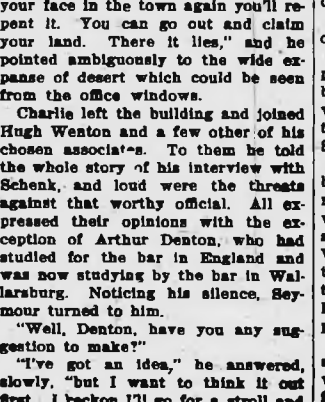 your face in the town again you'll re-
pent it. You can go out and claim
your land. There it lies," and he
pointed ambiguously to the wide ex-
panse of desert which could be seen
from the office windows.
Charlie left the building and joined
Hugh Weston and a few other of his
chosen associates. To them he told
the whole story of his interview with
Schenk, and loud were the threats
against that worthy official. All ex-
pressed their opinions with the ex-
ception of Arthur Denton, who had
studied for the bar in England and
was now studying by the bar in Wal-
larsburg. Noticing his silence, Sey-
mour turned to him.
"Well, Denton, have you any sug-
gestion to make?"
"I've got an idea," he answered,
slowly, "but I want to think it out
first. I reckon I'll go for a stroll and